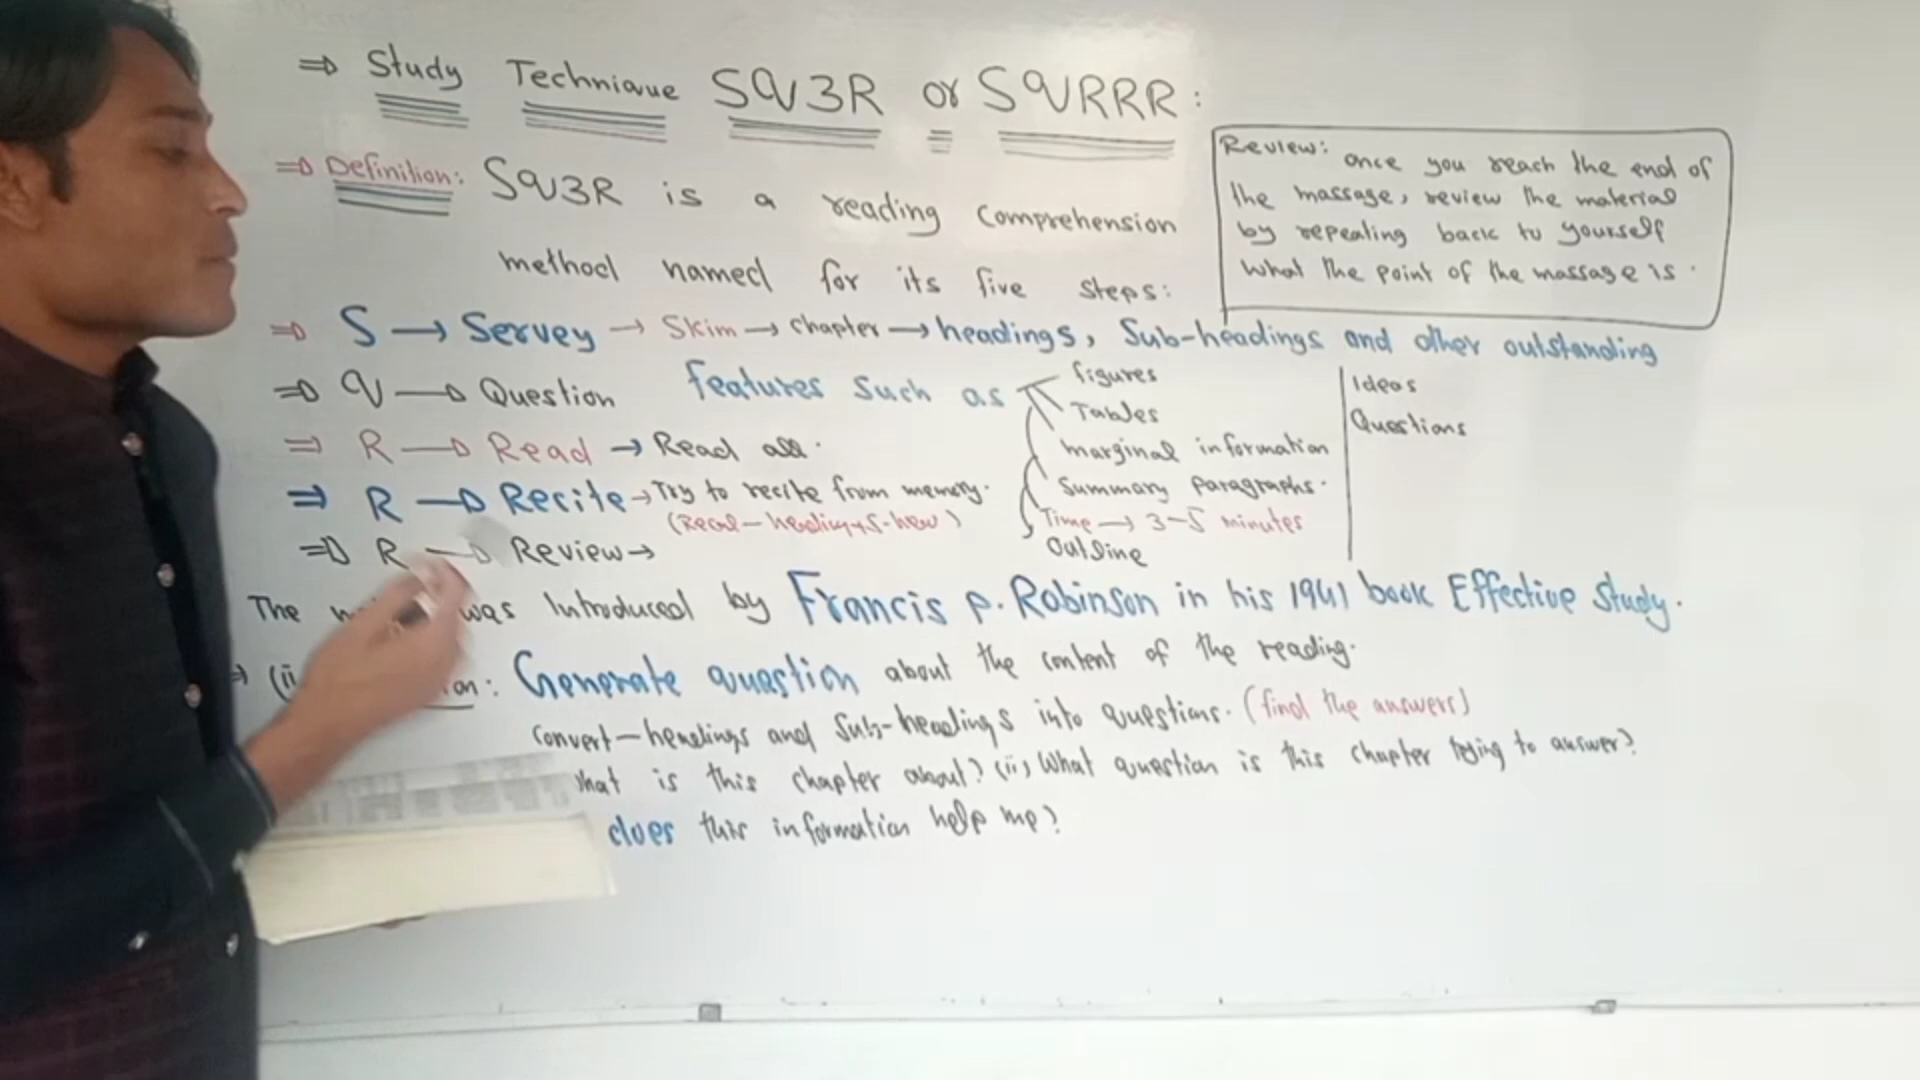 ⇒ Study Technique SQ3R or SQRRR:
⇒ Definition: SQ3R is a reading comprehension
method named for its five steps:
Review: once you reach the end of
the massage, review the material
by repeating back to yourself
what the point of the massage is.
⇒ S → Servey → Skim → chapter → headings, Sub-headings and other outstanding
features such as
figures
Tables
marginal information
Summary Paragraphs.
Time → 3-5 minutes
outline
Ideas
Questions
⇒ Q → Question
⇒ R → Read → Read all.
⇒ R → Recite → Try to recite from memory.
⇒ R → Review →
The was Introduced by Francis P. Robinson in his 1941 book Effective Study.
⇒ (ii : Generate question about the content of the reading.
convert - headings and Sub-headings into questions. (find the answers)
is this chapter about? (ii) What question is this chapter trying to answer?
does this information help me?